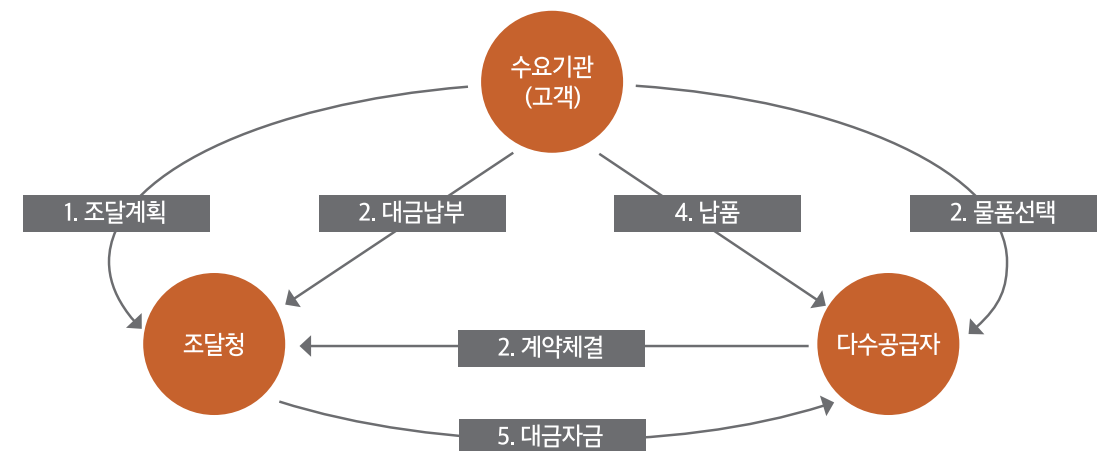 수요기관
(고객)
1. 조달계획
2. 대금납부
4. 납품
2. 물품선택
조달청
2. 계약체결
다수공급자
5. 대금자금